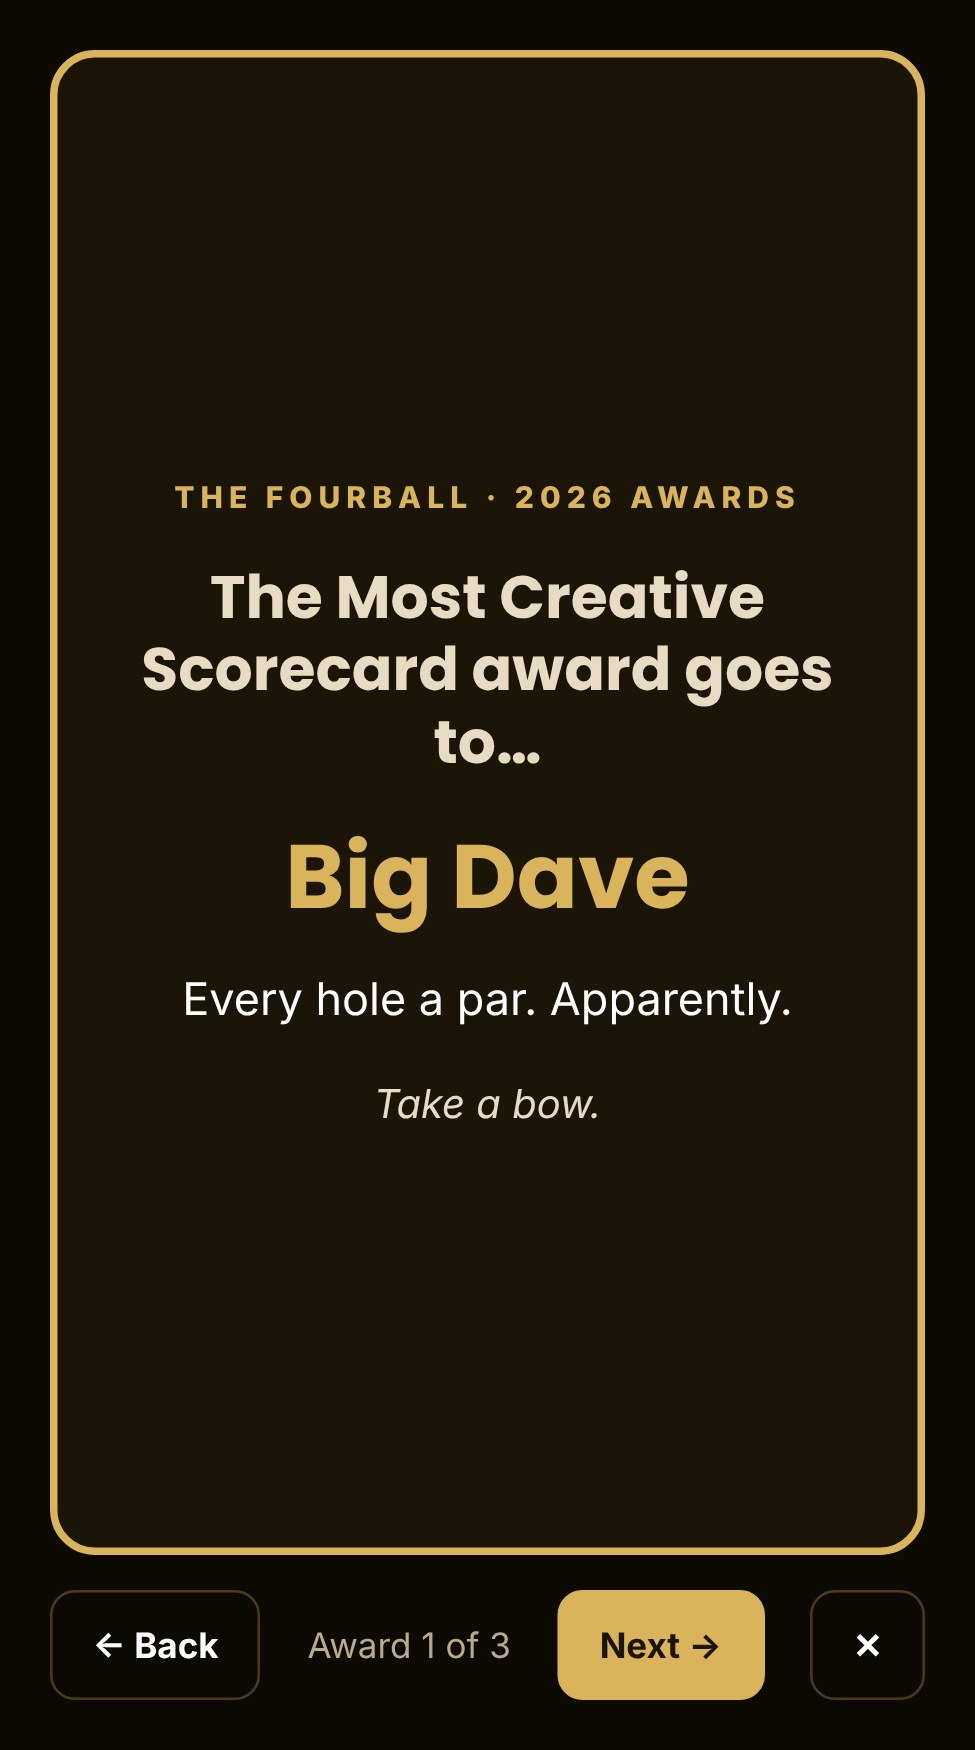 THE FOURBALL · 2026 AWARDS
The Most Creative
Scorecard award goes
to…
Big Dave
Every hole a par. Apparently.
Take a bow.
← Back
Award 1 of 3
Next →
✕